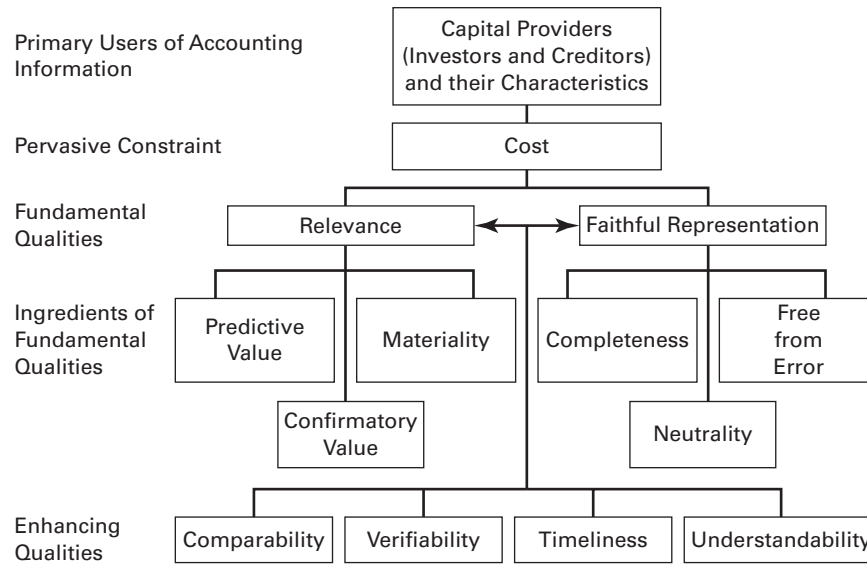 Primary Users of Accounting
Information
Capital Providers
(Investors and Creditors)
and their Characteristics
Pervasive Constraint
Cost
Fundamental
Qualities
Relevance
Faithful Representation
Ingredients of
Fundamental
Qualities
Predictive
Value
Materiality
Completeness
Free
from
Error
Confirmatory
Value
Neutrality
Enhancing
Qualities
Comparability
Verifiability
Timeliness
Understandability